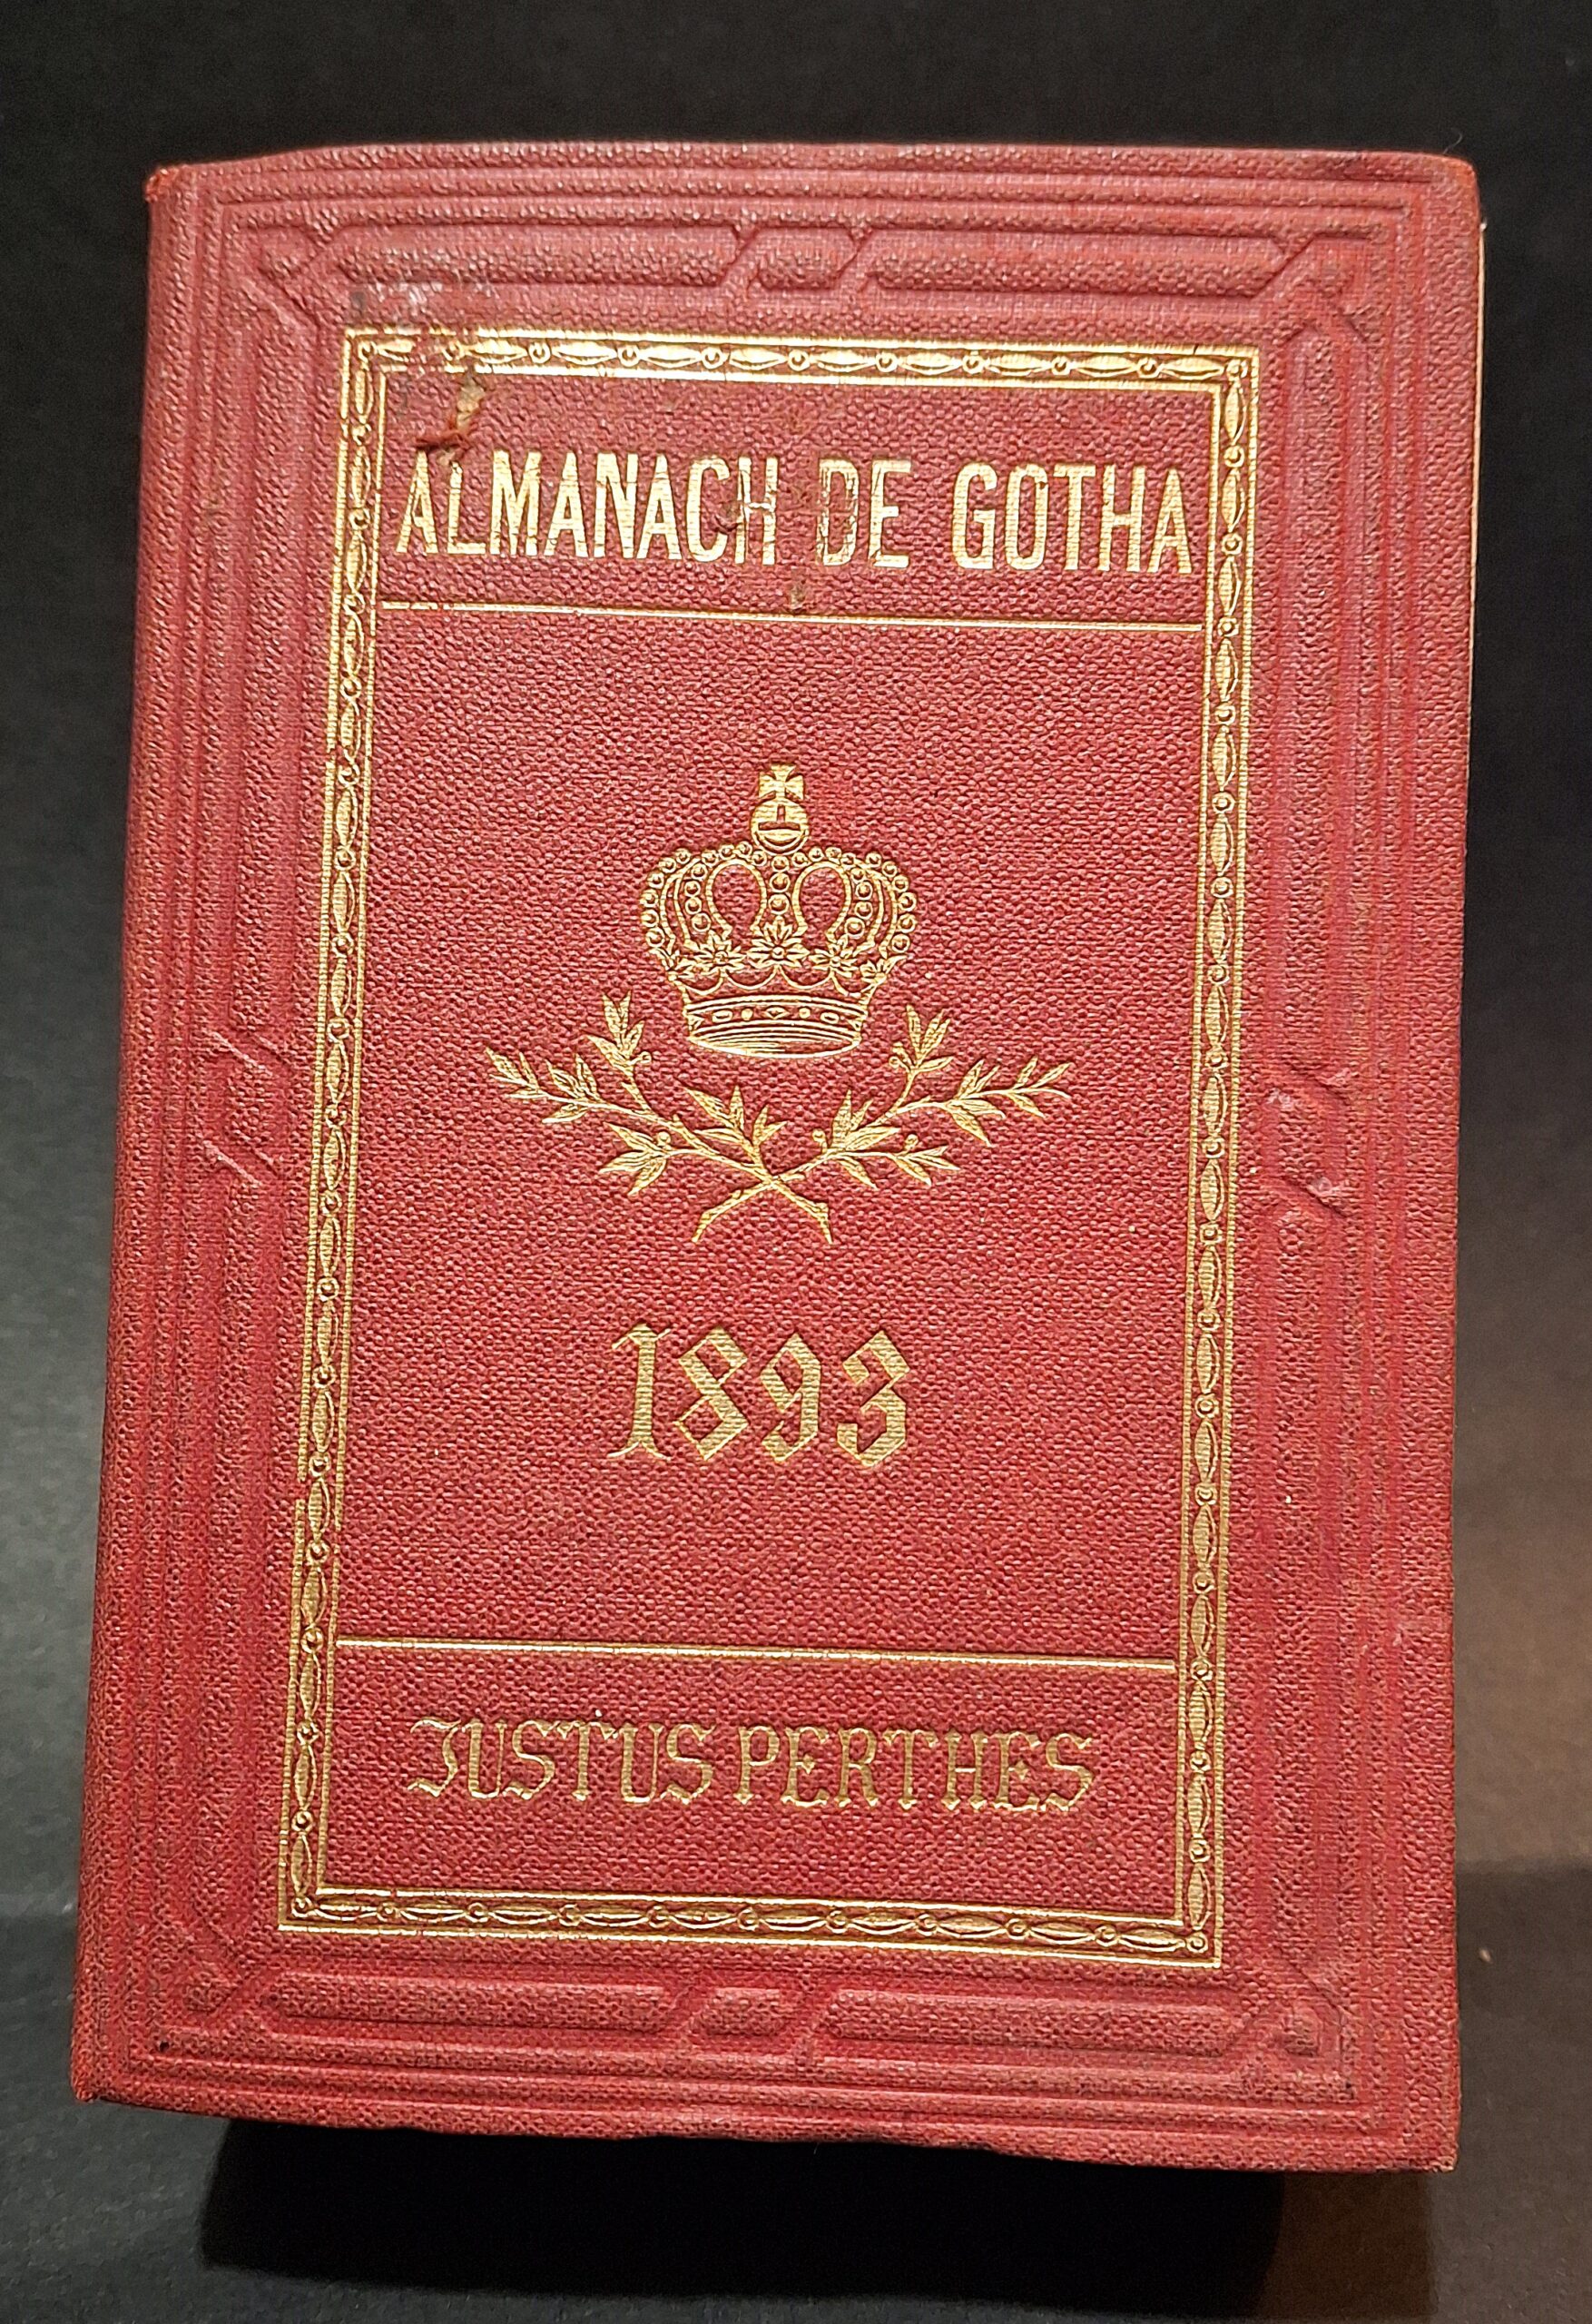 ALMANACH DE GOTHA
1893
JUSTUS PERTHES